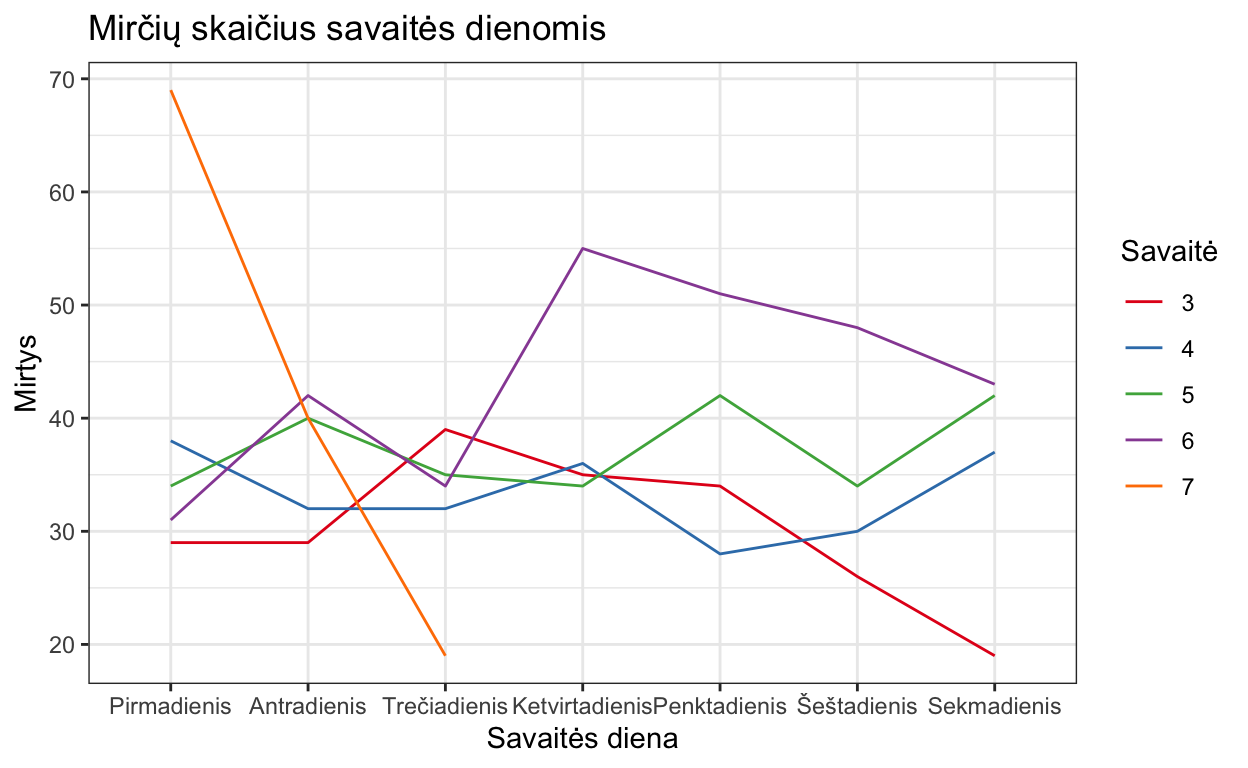 Mirčių skaičius savaitės dienomis
70
60
50
40
30
20
Mirtys
Pirmadienis Antradienis Trečiadienis Ketvirtadienis Penktadienis Šeštadienis Sekmadienis
Savaitės diena
Savaitė
3
4
5
6
7